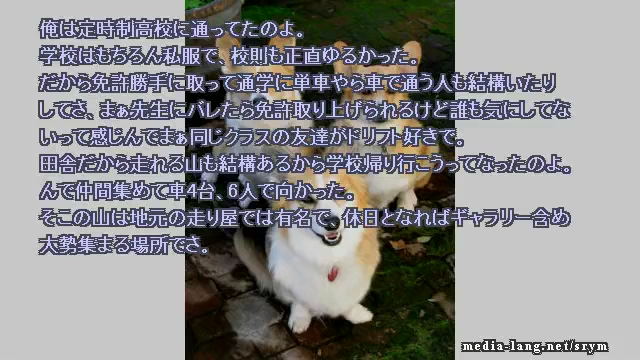 俺は定時制高校に通ってたのよ。
学校はもちろん私服で、校則も正直ゆるかった。
だから免許勝手に取って通学に単車やら車で通う人も結構いたり
してさ、まぁ先生にバレたら免許取り上げられるけど誰も気にしてな
いって感じんでまぁ同じクラスの友達がドリフト好きで。
田舎だから走れる山も結構あるから学校帰り行こうってなったのよ。
んで仲間集めて車4台、6人で向かった。
そこの山は地元の走り屋では有名で、休日となればギャラリー含め
大勢集まる場所でさ。
media-lang.net/srym